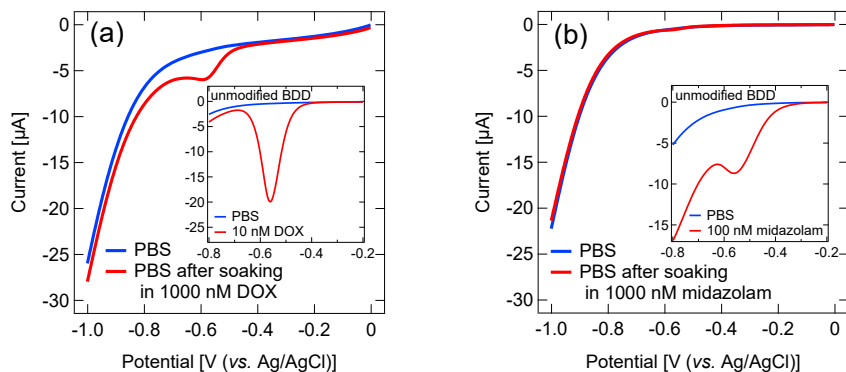 (a)
0
-5
-10
-15
-20
-25
-30
Current [µA]
-1.0 -0.8 -0.6 -0.4 -0.2 0
Potential [V (vs. Ag/AgCl)]
PBS
PBS after soaking
in 1000 nM DOX
unmodified BDD
0
-5
-10
-15
-20
-25
-0.8 -0.6 -0.4 -0.2
PBS
10 nM DOX
(b)
0
-5
-10
-15
-20
-25
-30
Current [µA]
-1.0 -0.8 -0.6 -0.4 -0.2 0
Potential [V (vs. Ag/AgCl)]
PBS
PBS after soaking
in 1000 nM midazolam
unmodified BDD
0
-5
-10
-15
-0.8 -0.6 -0.4 -0.2
PBS
100 nM midazolam